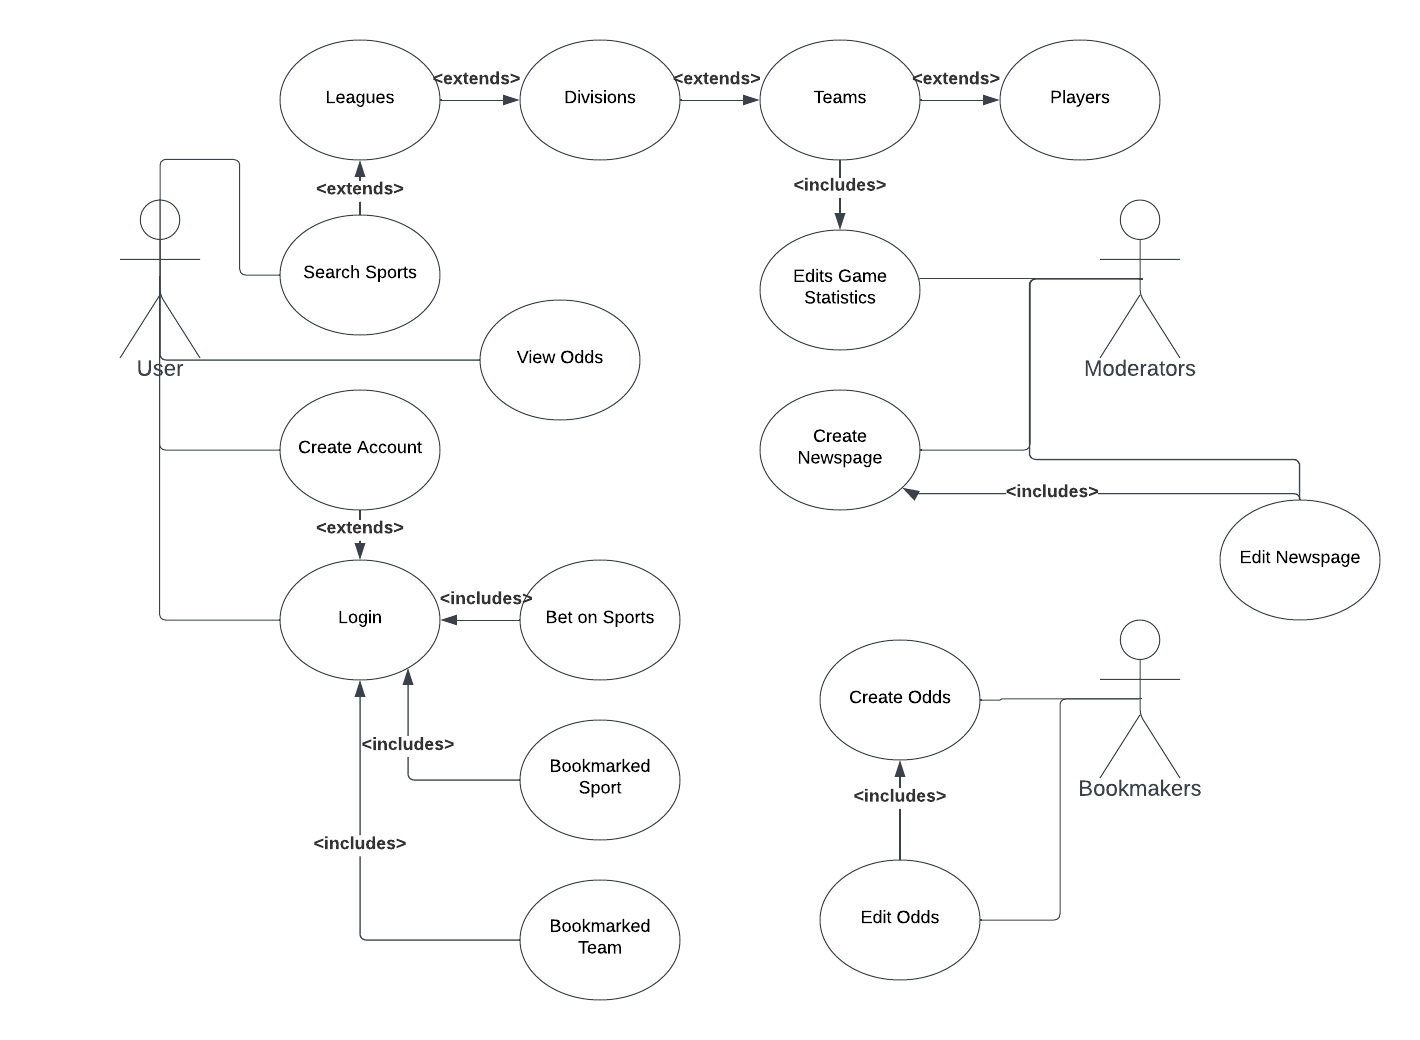 <extends>
<extends>
<extends>
Leagues
Divisions
Teams
Players
<extends>
<includes>
Search Sports
Edits Game
Statistics
View Odds
User
Moderators
Create Account
Create
Newspage
<includes>
<extends>
Edit Newspage
Login
<includes>
Bet on Sports
Create Odds
<includes>
Bookmarked
Sport
Bookmakers
<includes>
<includes>
Edit Odds
Bookmarked
Team